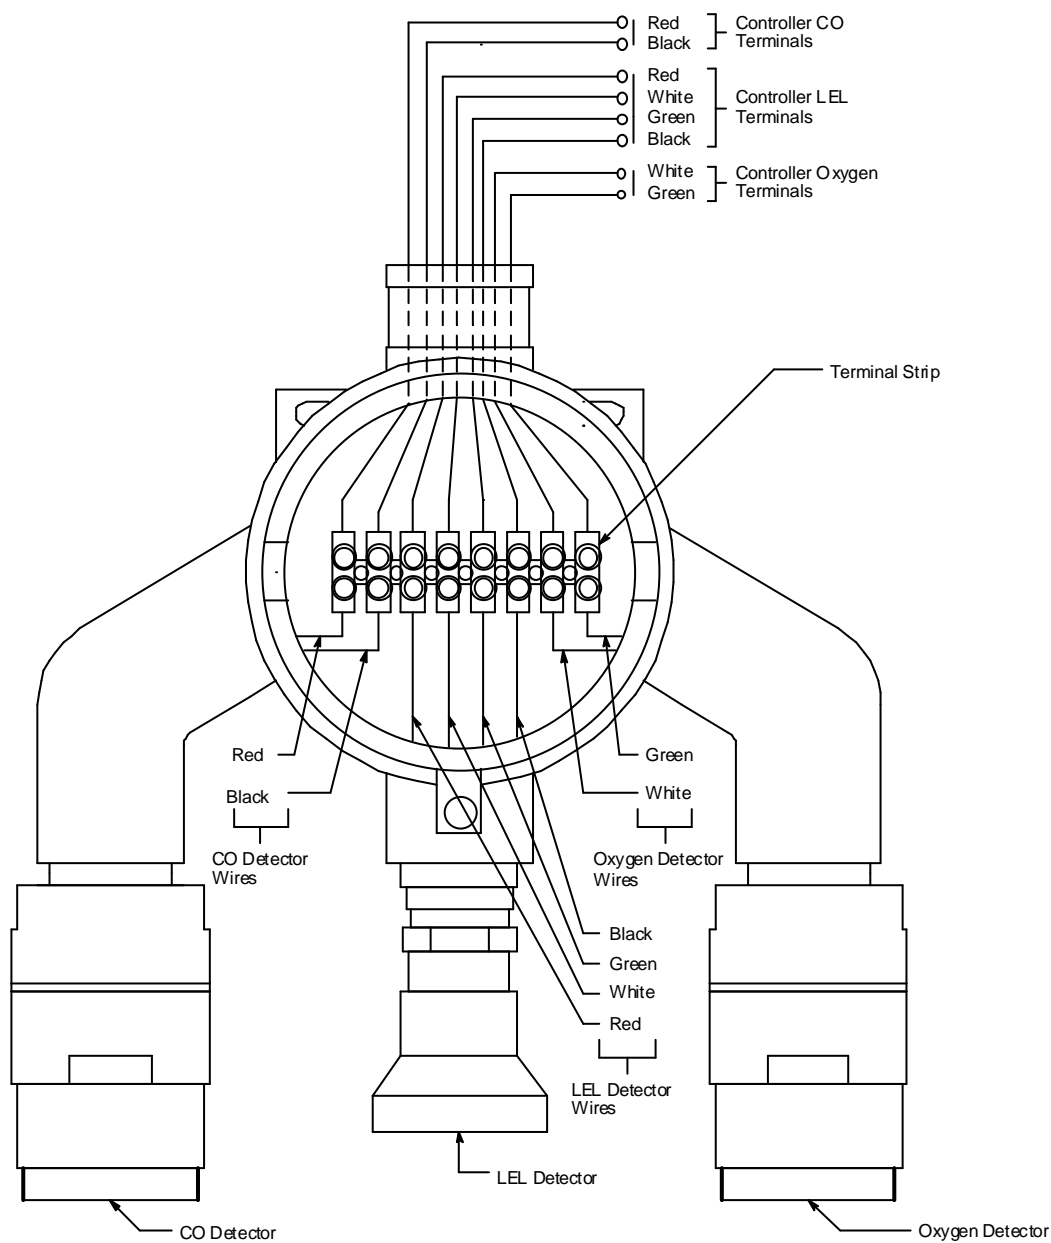 Red
Black
Controller CO
Terminals
Red
White
Green
Black
Controller LEL
Terminals
White
Green
Controller Oxygen
Terminals
Terminal Strip
Red
Black
CO Detector
Wires
Green
White
Oxygen Detector
Wires
Black
Green
White
Red
LEL Detector
Wires
LEL Detector
CO Detector
Oxygen Detector